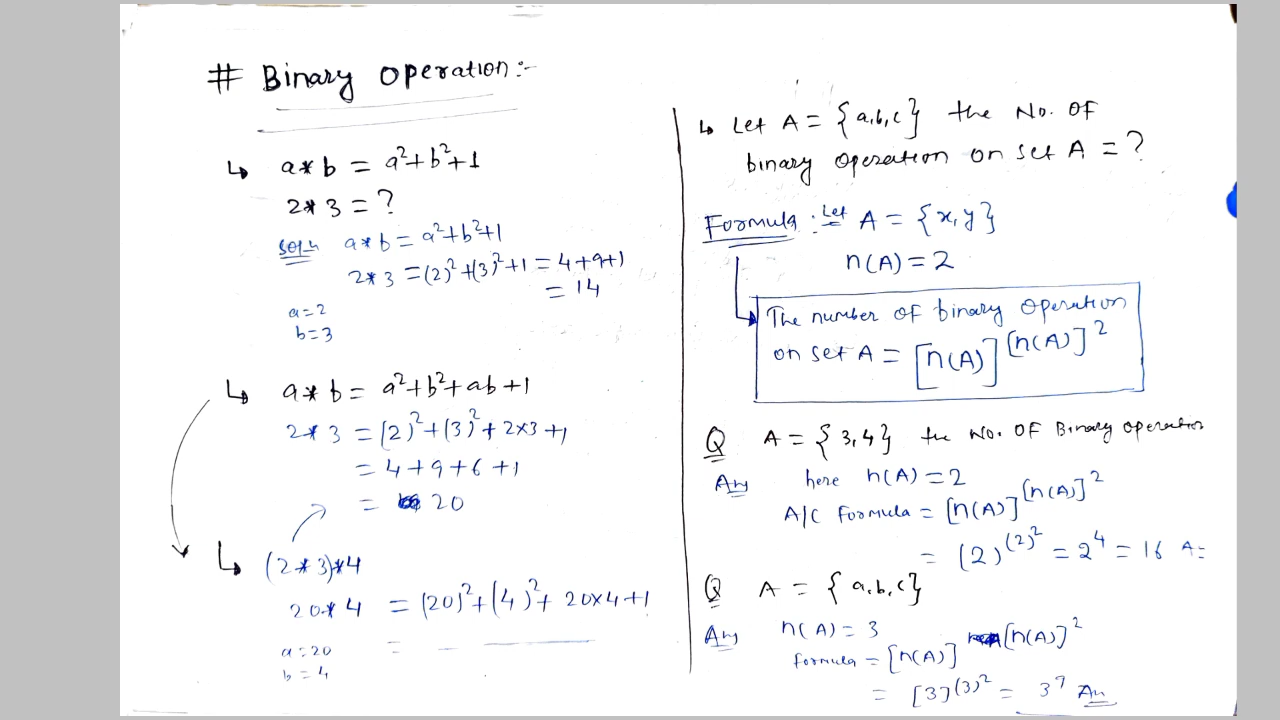 # Binary operation :-
↳ a * b = a² + b² + 1
2 * 3 = ?
Solⁿ a * b = a² + b² + 1
2 * 3 = (2)² + (3)² + 1 = 4 + 9 + 1
= 14
a = 2
b = 3
↳ a * b = a² + b² + ab + 1
2 * 3 = (2)² + (3)² + 2×3 + 1
= 4 + 9 + 6 + 1
= 20
↳ (2 * 3) * 4
20 * 4 = (20)² + (4)² + 20×4 + 1
a = 20
b = 4
=
↳ Let A = {a, b, c} the No. OF
binary operation on set A = ?
Formula : Let A = {x, y}
n(A) = 2
The number of binary operation
on set A = [n(A)]^[n(A)]²
Q A = {3, 4} the No. OF Binary operation
Ans here n(A) = 2
A/C Formula = [n(A)]^[n(A)]²
= (2)^(2)² = 2⁴ = 16 A=
Q A = {a, b, c}
Ans n(A) = 3
formula = [n(A)]^[n(A)]²
= [3]^(3)² = 3⁹ An